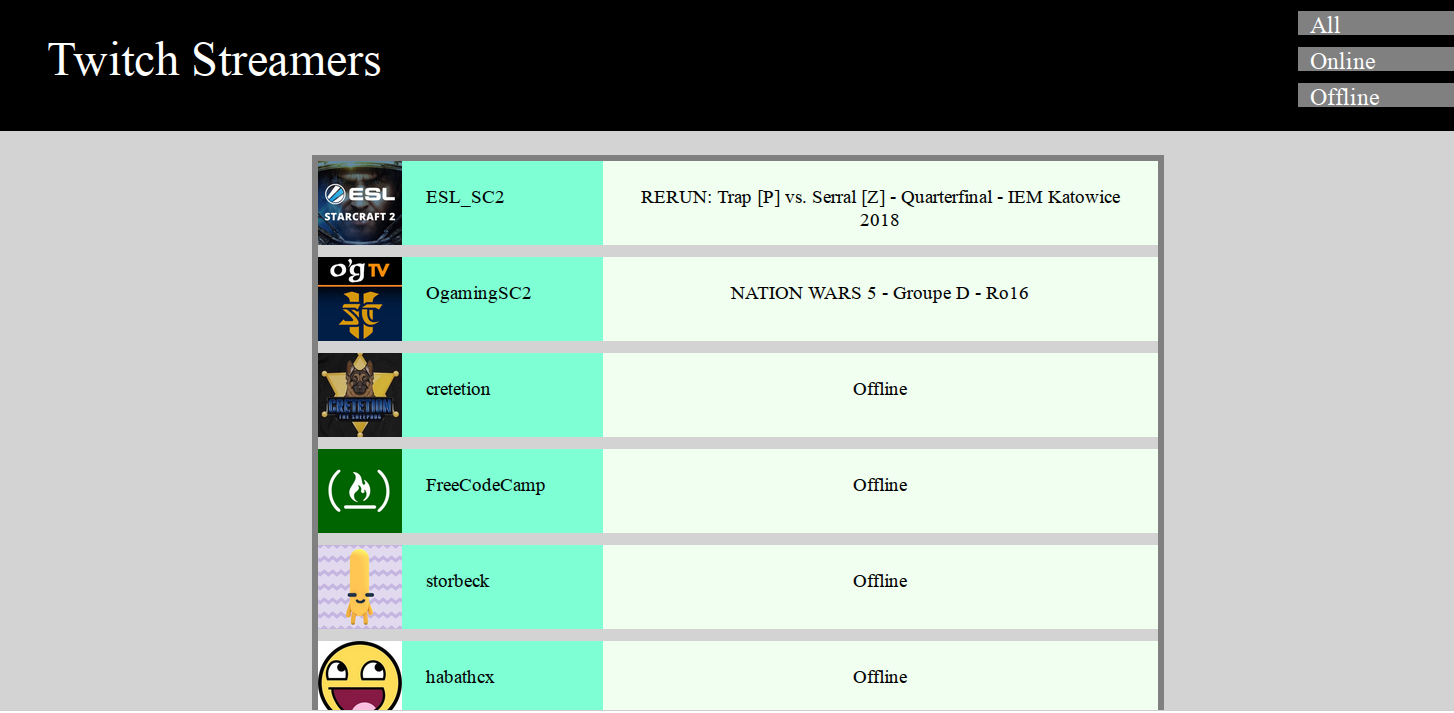 Twitch Streamers
All
Online
Offline
ESL
STARCRAFT 2
ESL_SC2
RERUN: Trap [P] vs. Serral [Z] - Quarterfinal - IEM Katowice
2018
o'g TV
SC
OgamingSC2
NATION WARS 5 - Groupe D - Ro16
CRETETION
THE SHEEPDOG
cretetion
Offline
FreeCodeCamp
Offline
storbeck
Offline
habathcx
Offline